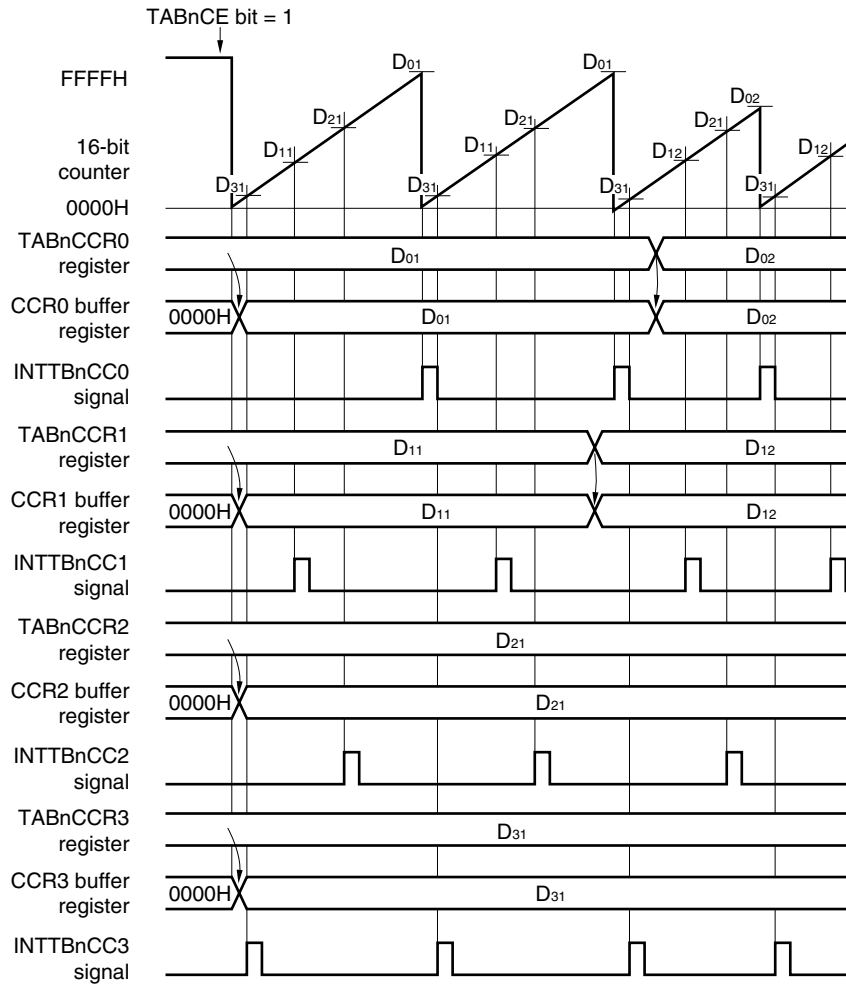 TABnCE bit = 1
FFFFH
16-bit
counter
0000H
D01
D01
D02
D21
D21
D21
D11
D11
D12
D12
D31
D31
D31
D31
TABnCCR0
register
D01
D02
CCR0 buffer
register
0000H
D01
D02
INTTBnCC0
signal
TABnCCR1
register
D11
D12
CCR1 buffer
register
0000H
D11
D12
INTTBnCC1
signal
TABnCCR2
register
D21
CCR2 buffer
register
0000H
D21
INTTBnCC2
signal
TABnCCR3
register
D31
CCR3 buffer
register
0000H
D31
INTTBnCC3
signal